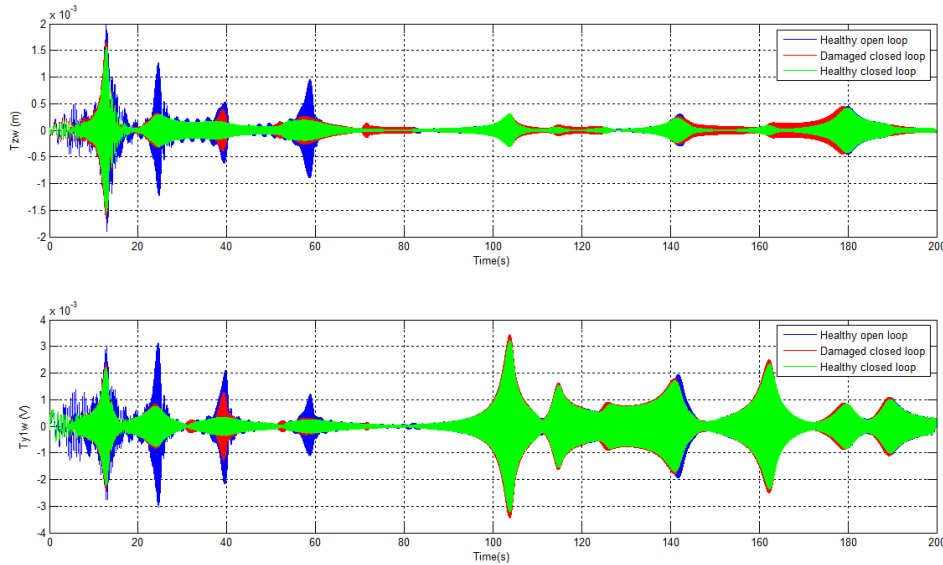 x 10⁻³
2
1.5
1
0.5
0
-0.5
-1
-1.5
-2
Tzw (m)
0 20 40 60 80 100 120 140 160 180 200
Time(s)
Healthy open loop
Damaged closed loop
Healthy closed loop
x 10⁻³
4
3
2
1
0
-1
-2
-3
-4
Ty1w (V)
0 20 40 60 80 100 120 140 160 180 200
Time(s)
Healthy open loop
Damaged closed loop
Healthy closed loop